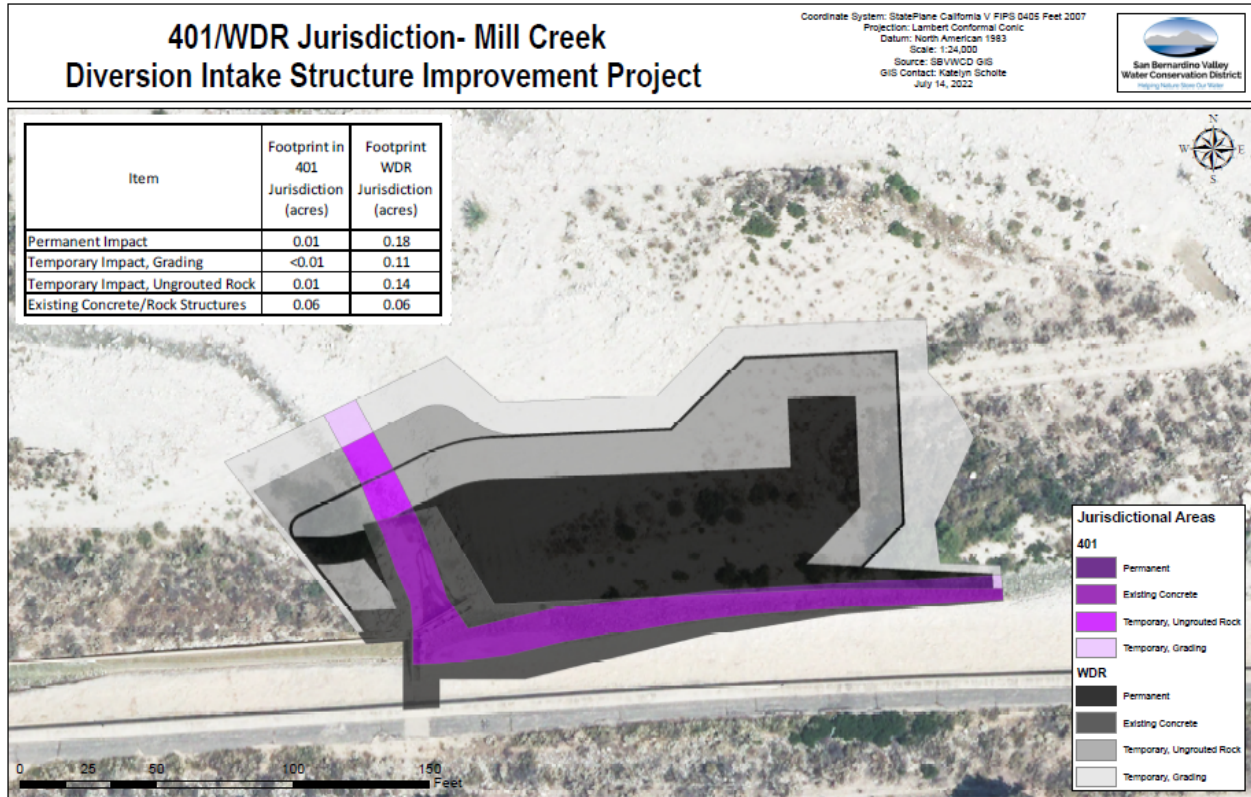 401/WDR Jurisdiction- Mill Creek
Diversion Intake Structure Improvement Project
Coordinate System: StatePlane California V FIPS 0405 Feet 2007
Projection: Lambert Conformal Conic
Datum: North American 1983
Scale: 1:24,000
Source: SBVWCD GIS
GIS Contact: Katelyn Scholte
July 14, 2022
San Bernardino Valley
Water Conservation District
Helping Nature Store Our Water
Item
Footprint in
401
Jurisdiction
(acres)
Footprint
WDR
Jurisdiction
(acres)
Permanent Impact 0.01 0.18
Temporary Impact, Grading <0.01 0.11
Temporary Impact, Ungrouted Rock 0.01 0.14
Existing Concrete/Rock Structures 0.06 0.06
N
W E
S
Jurisdictional Areas
401
Permanent
Existing Concrete
Temporary, Ungrouted Rock
Temporary, Grading
WDR
Permanent
Existing Concrete
Temporary, Ungrouted Rock
Temporary, Grading
0 25 50 100 150
Feet